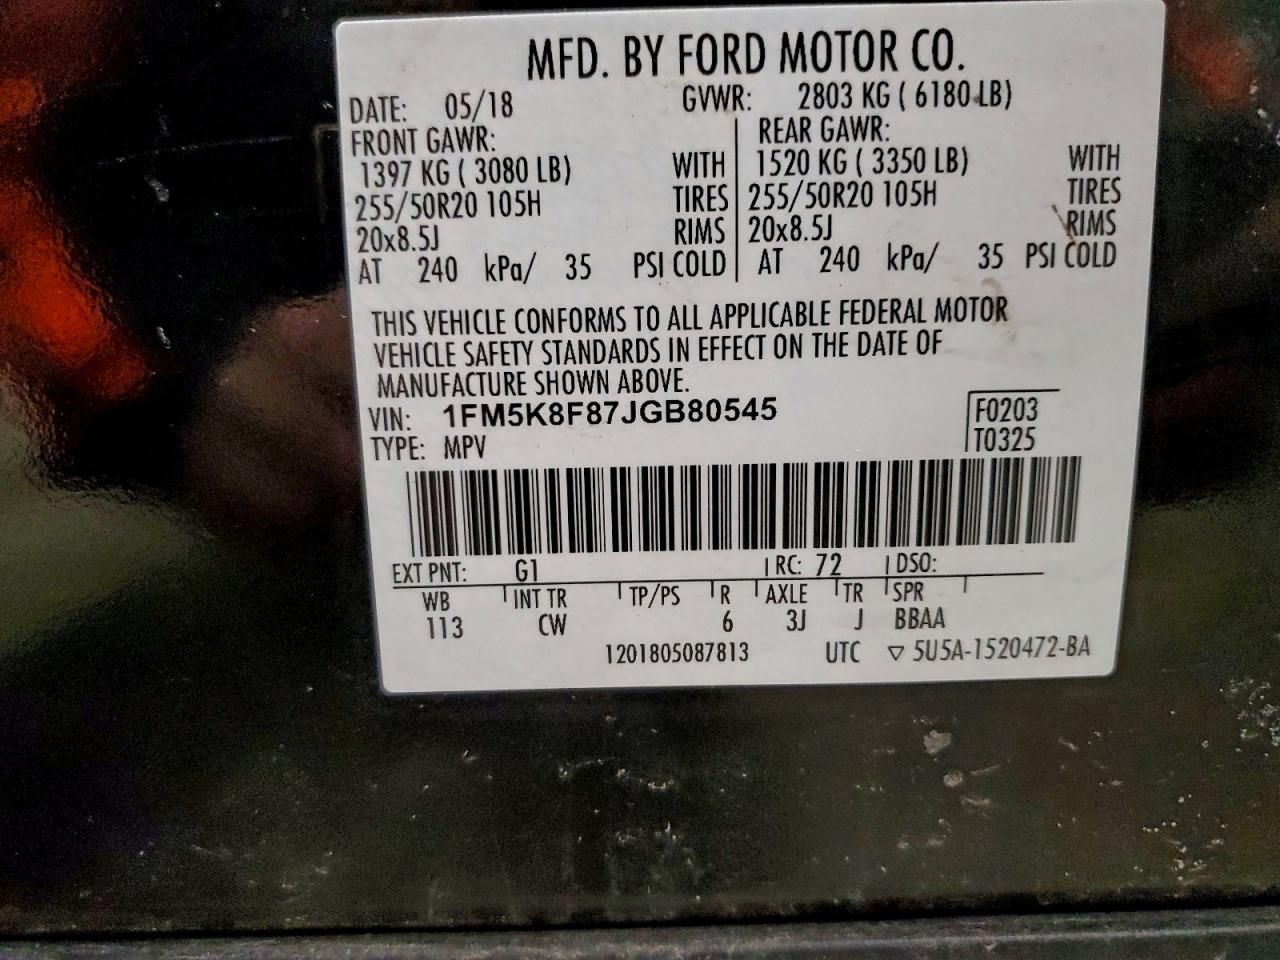 MFD. BY FORD MOTOR CO.
DATE: 05/18 GVWR: 2803 KG ( 6180 LB)
FRONT GAWR: REAR GAWR:
1397 KG ( 3080 LB) WITH 1520 KG ( 3350 LB) WITH
255/50R20 105H TIRES 255/50R20 105H TIRES
20x8.5J RIMS 20x8.5J RIMS
AT 240 kPa/ 35 PSI COLD AT 240 kPa/ 35 PSI COLD
THIS VEHICLE CONFORMS TO ALL APPLICABLE FEDERAL MOTOR
VEHICLE SAFETY STANDARDS IN EFFECT ON THE DATE OF
MANUFACTURE SHOWN ABOVE.
VIN: 1FM5K8F87JGB80545 F0203
TYPE: MPV T0325
EXT PNT: G1 RC: 72 DSO:
WB INT TR TP/PS R AXLE TR SPR
113 CW 6 3J J BBAA
1201805087813 UTC ▽ 5U5A-1520472-BA